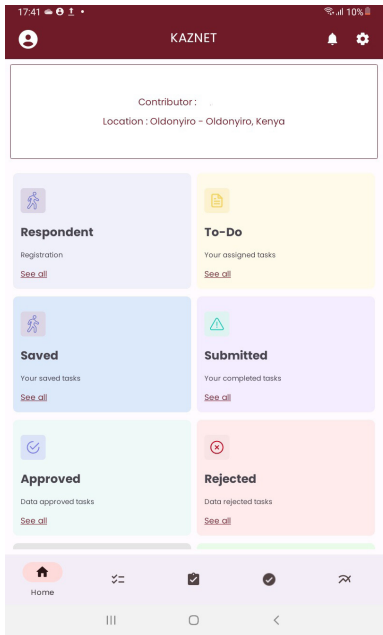 17:41
10%
KAZNET
Contributor :
Location : Oldonyiro - Oldonyiro, Kenya
Respondent
Registration
See all
To-Do
Your assigned tasks
See all
Saved
Your saved tasks
See all
Submitted
Your completed tasks
See all
Approved
Data approved tasks
See all
Rejected
Data rejected tasks
See all
Home